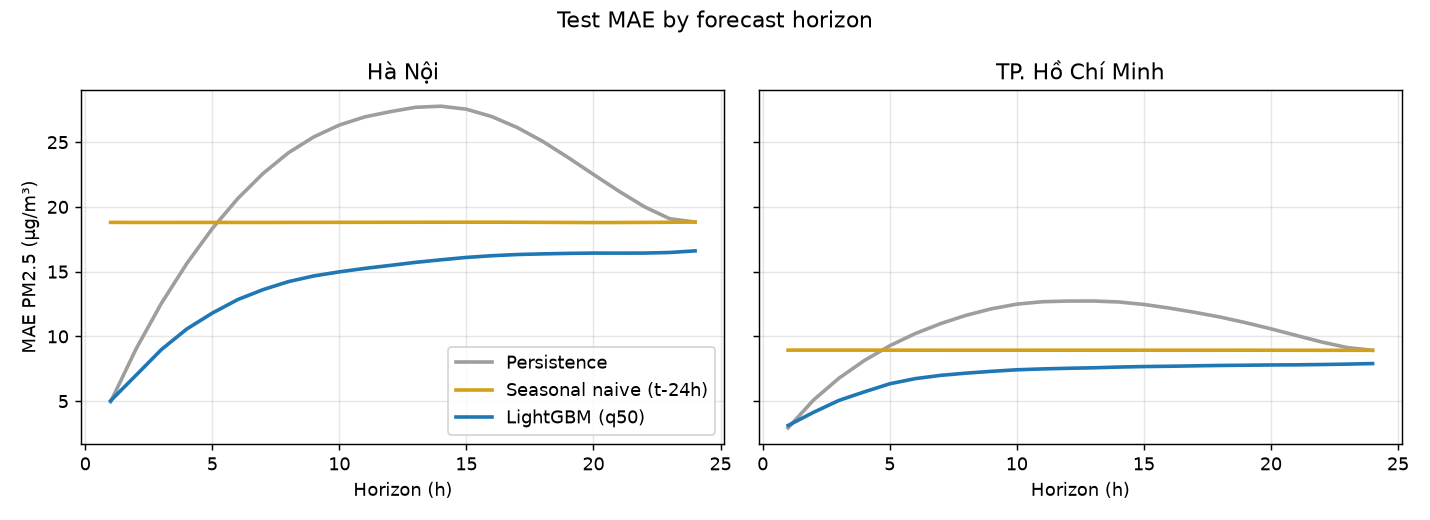 Test MAE by forecast horizon
Hà Nội
TP. Hồ Chí Minh
MAE PM2.5 (µg/m³)
25
20
15
10
5
Persistence
Seasonal naive (t-24h)
LightGBM (q50)
0 5 10 15 20 25
0 5 10 15 20 25
Horizon (h)
Horizon (h)